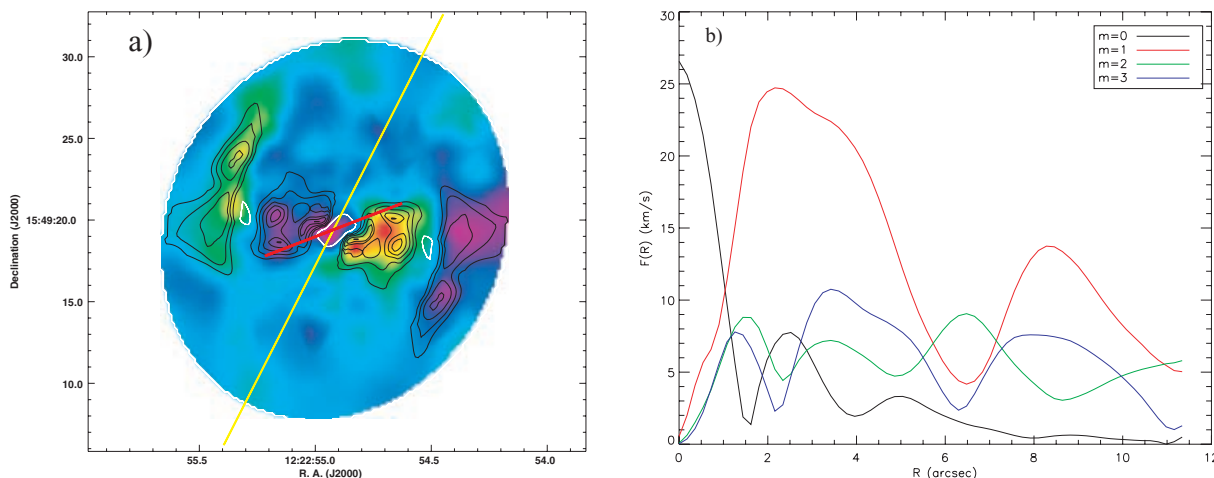 a)
30.0
25.0
15:49:20.0
15.0
10.0
Declination (J2000)
55.5
12:22:55.0
54.5
54.0
R. A. (J2000)
b)
m=0
m=1
m=2
m=3
30
25
20
15
10
5
0
F(R) (km/s)
0
2
4
6
8
10
12
R (arcsec)